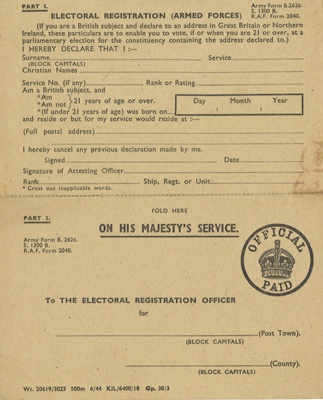 PART 1.
Army Form B.2626.
S. 1300 B.
R.A.F. Form 2040.
ELECTORAL REGISTRATION (ARMED FORCES)
(If you are a British subject and declare to an address in Great Britain or Northern
Ireland, these particulars are to enable you to vote, if or when you are 21 or over, at a
parliamentary election for the constituency containing the address declared to.)
I HEREBY DECLARE THAT I :—
Surname Service
(BLOCK CAPITALS)
Christian Names
Service No. (if any) Rank or Rating
Am a British subject, and
*Am
*Am not } 21 years of age or over.
*(If under 21 years of age) was born on
Day : Month : Year
and reside or but for my service would reside at :—
(Full postal address)
I hereby cancel any previous declaration made by me.
Signed Date
Signature of Attesting Officer
Rank Ship, Regt. or Unit
* Cross out inapplicable words.
FOLD HERE
PART 1.
ON HIS MAJESTY'S SERVICE.
Army Form B. 2626.
S. 1300 B.
R.A.F. Form 2040.
OFFICIAL
PAID
To THE ELECTORAL REGISTRATION OFFICER
for
(Post Town).
(BLOCK CAPITALS)
(County).
(BLOCK CAPITALS)
Wt. 20619/3023 500m 6/44 KJL/6400/18 Gp. 38/3